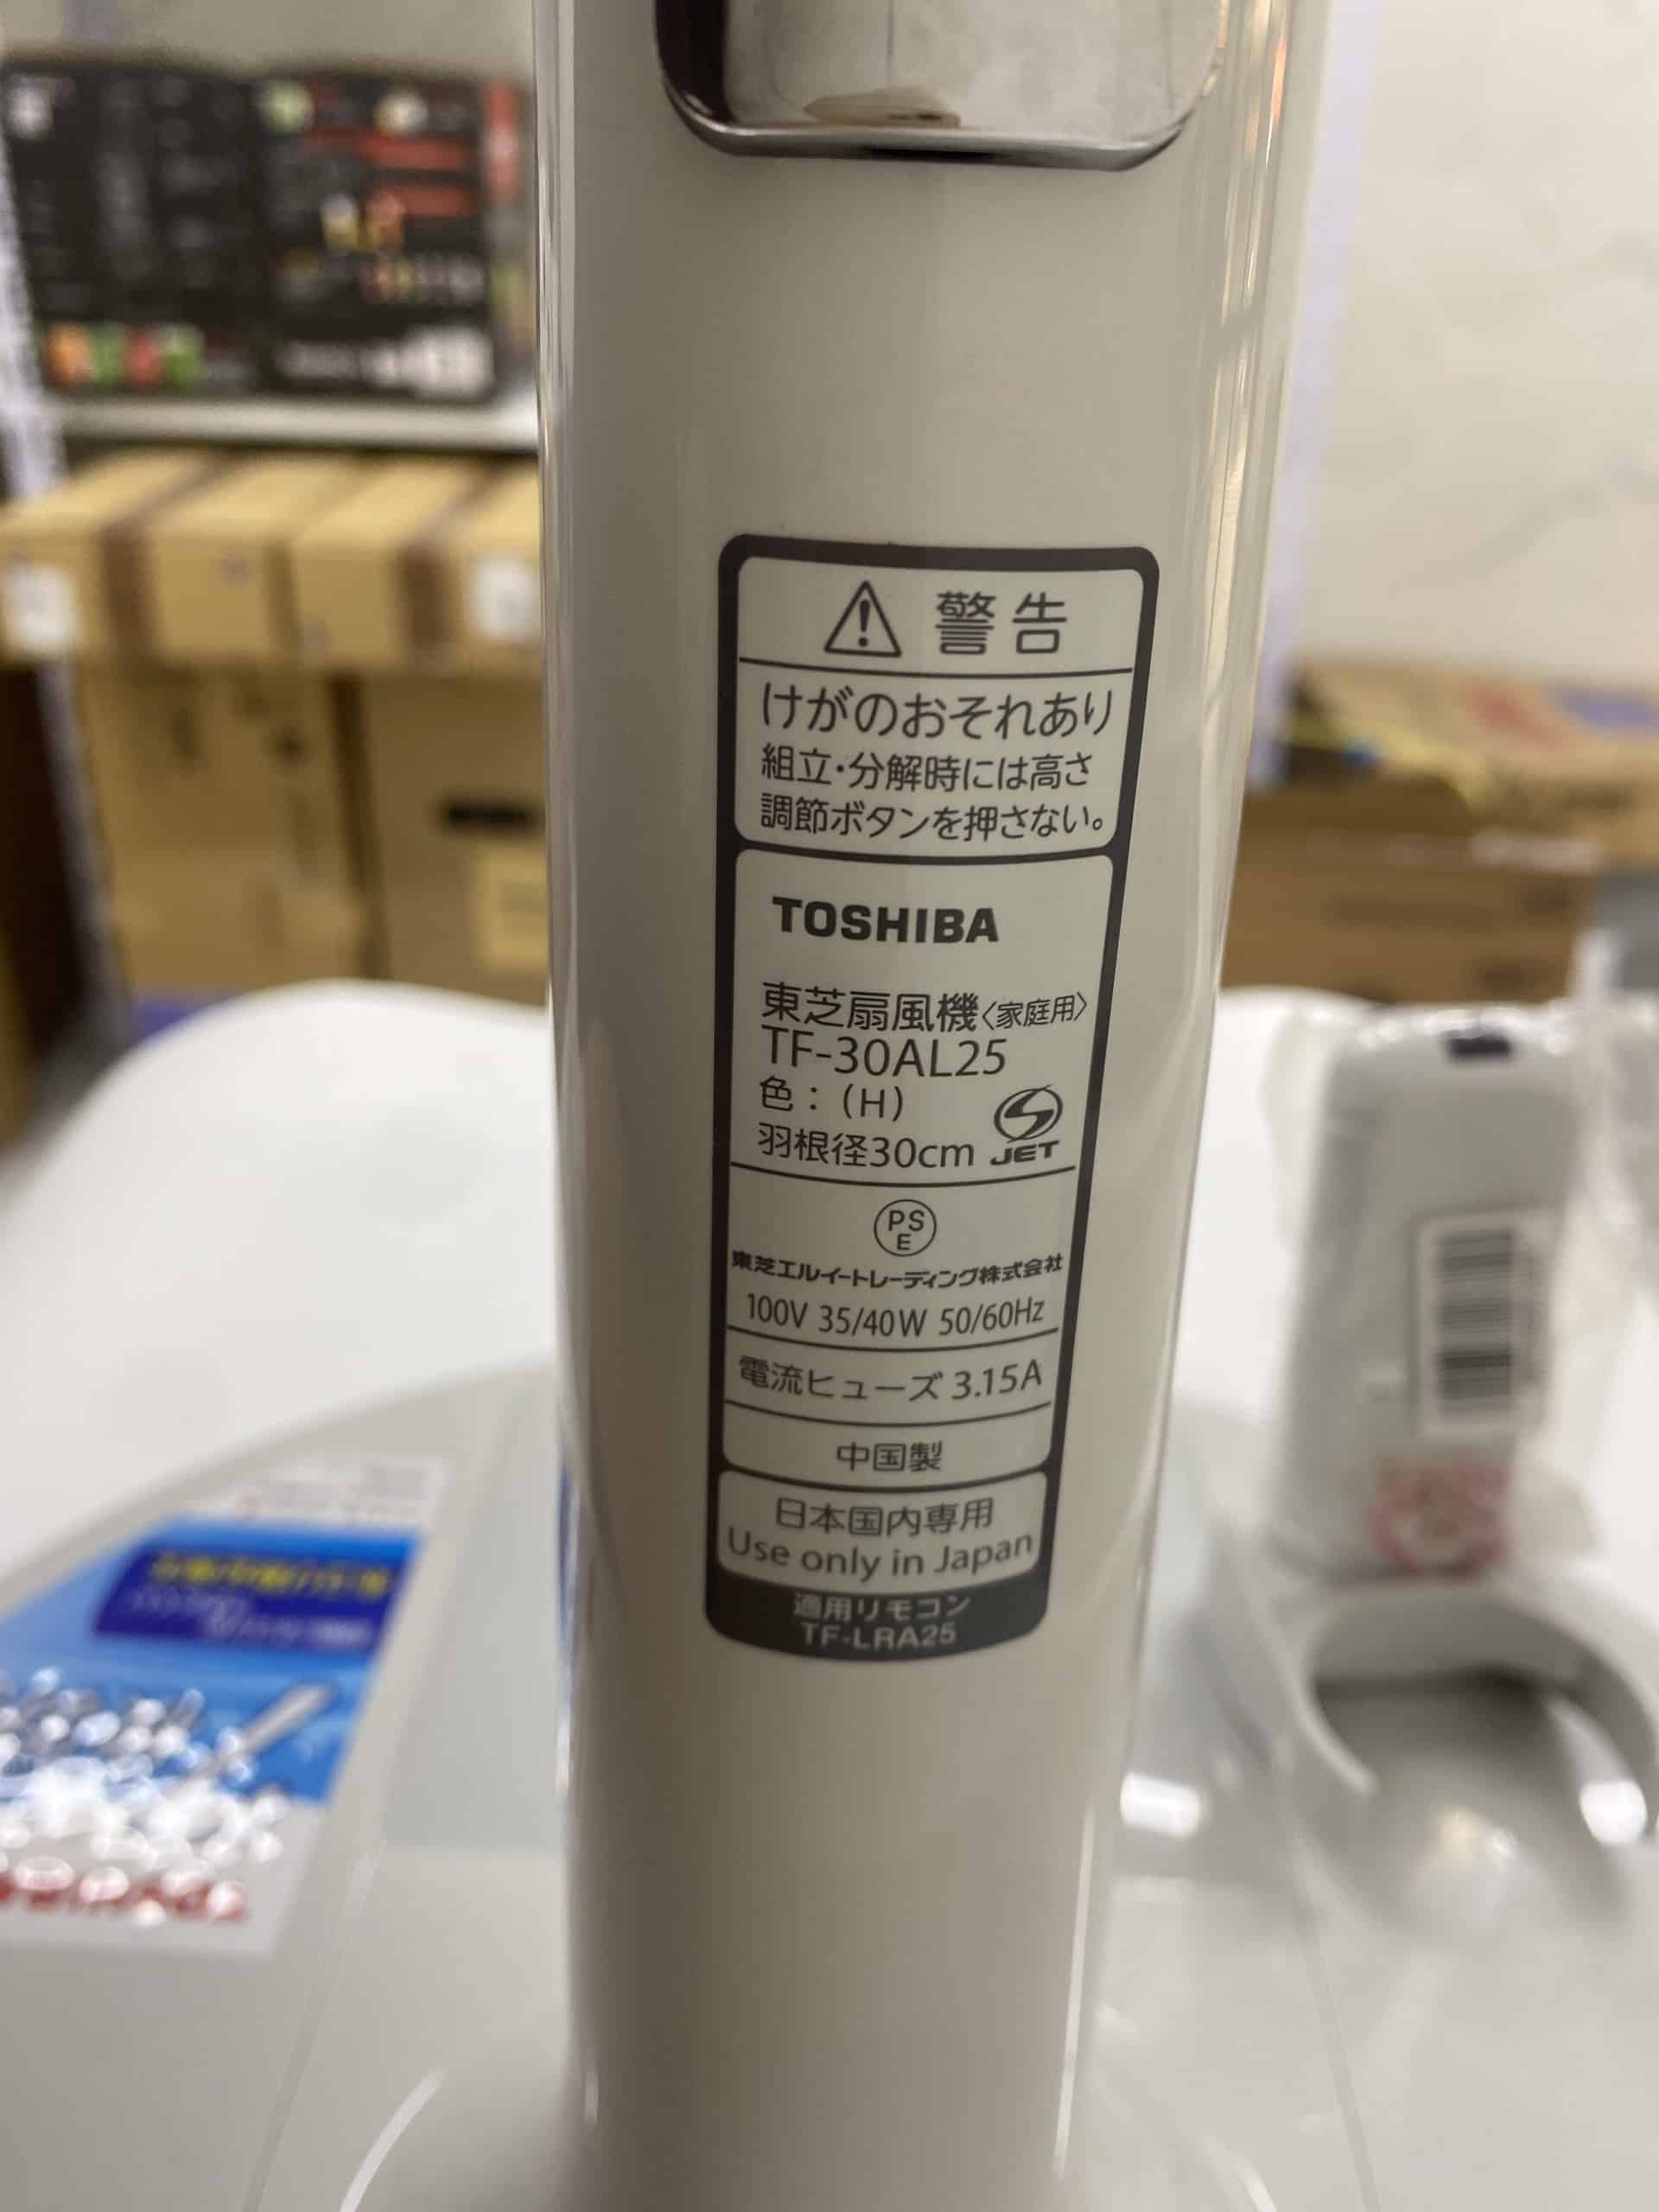 警告
けがのおそれあり
組立・分解時には高さ
調節ボタンを押さない。
TOSHIBA
東芝扇風機〈家庭用〉
TF-30AL25
色：(H)
羽根径30cm
JET
PS
E
東芝エルイートレーディング株式会社
100V 35/40W 50/60Hz
電流ヒューズ 3.15A
中国製
日本国内専用
Use only in Japan
適用リモコン
TF-LRA25